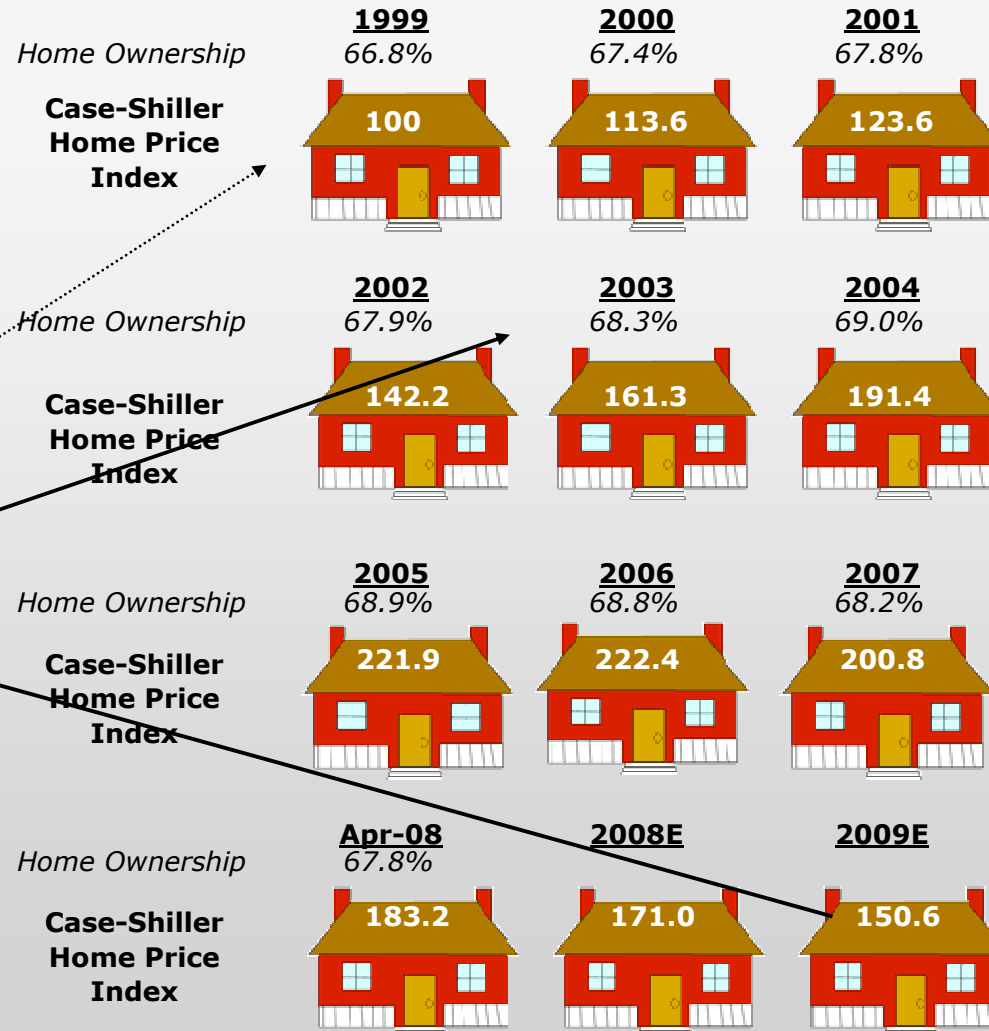 1999 2000 2001
Home Ownership 66.8% 67.4% 67.8%
Case-Shiller
Home Price
Index
100 113.6 123.6
2002 2003 2004
Home Ownership 67.9% 68.3% 69.0%
Case-Shiller
Home Price
Index
142.2 161.3 191.4
2005 2006 2007
Home Ownership 68.9% 68.8% 68.2%
Case-Shiller
Home Price
Index
221.9 222.4 200.8
Apr-08 2008E 2009E
Home Ownership 67.8%
Case-Shiller
Home Price
Index
183.2 171.0 150.6